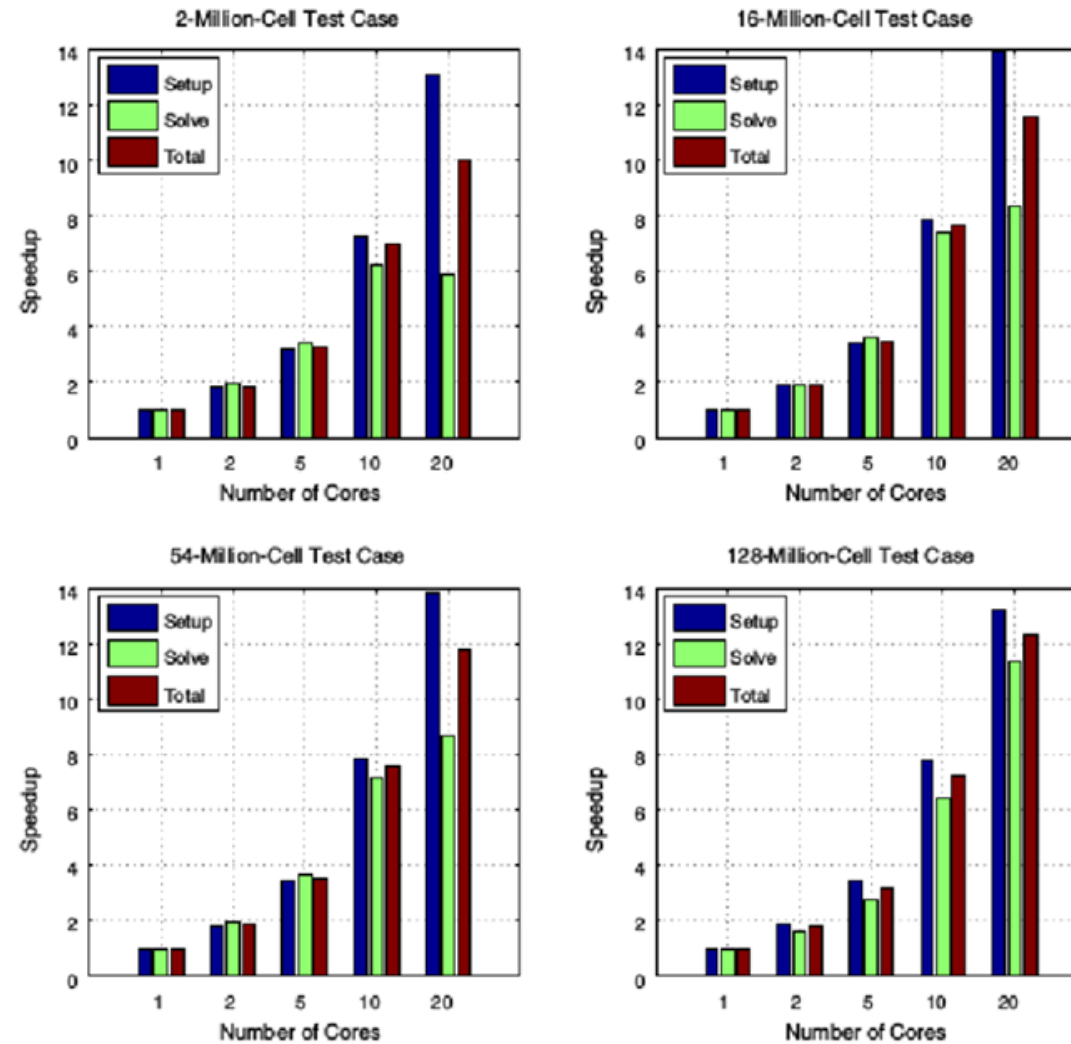 2-Million-Cell Test Case
14
12
10
8
6
4
2
0
Setup
Solve
Total
Speedup
1 2 5 10 20
Number of Cores
16-Million-Cell Test Case
14
12
10
8
6
4
2
0
Setup
Solve
Total
Speedup
1 2 5 10 20
Number of Cores
54-Million-Cell Test Case
14
12
10
8
6
4
2
0
Setup
Solve
Total
Speedup
1 2 5 10 20
Number of Cores
128-Million-Cell Test Case
14
12
10
8
6
4
2
0
Setup
Solve
Total
Speedup
1 2 5 10 20
Number of Cores